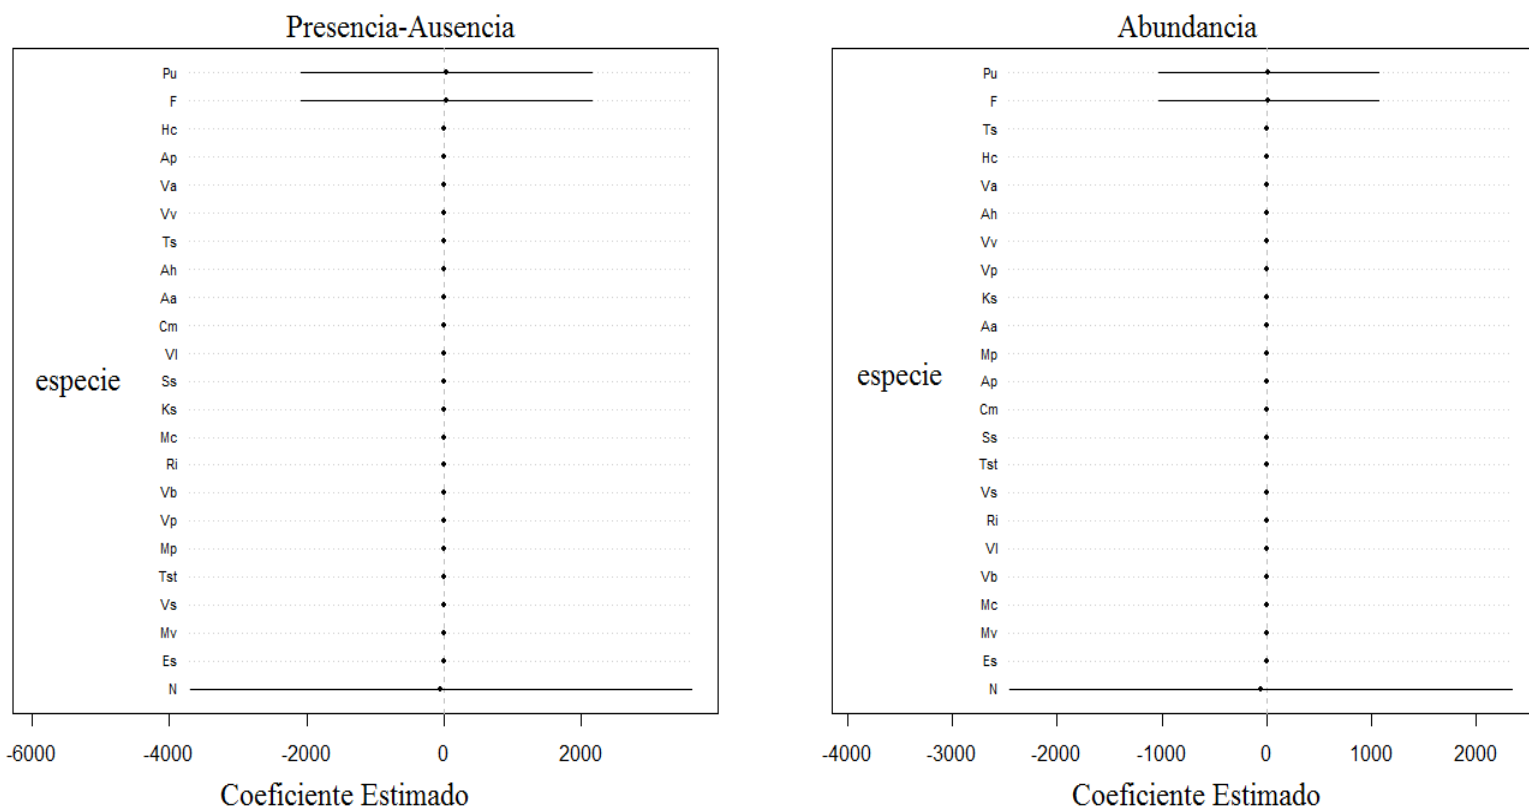 Presencia-Ausencia
Pu
F
Hc
Ap
Va
Vv
Ts
Ah
Aa
Cm
Vl
especie
Ss
Ks
Mc
Ri
Vb
Vp
Mp
Tst
Vs
Mv
Es
N
-6000 -4000 -2000 0 2000
Coeficiente Estimado
Abundancia
Pu
F
Ts
Hc
Va
Ah
Vv
Vp
Ks
Aa
Mp
especie
Ap
Cm
Ss
Tst
Vs
Ri
Vl
Vb
Mc
Mv
Es
N
-4000 -3000 -2000 -1000 0 1000 2000
Coeficiente Estimado